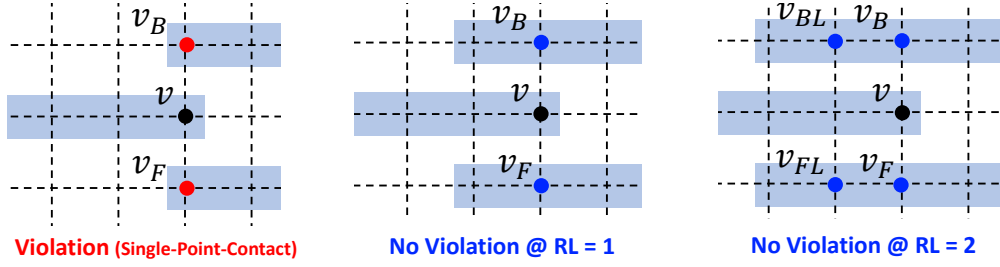 v_B
v
v_F
Violation (Single-Point-Contact)
v_B
v
v_F
No Violation @ RL = 1
v_BL v_B
v
v_FL v_F
No Violation @ RL = 2